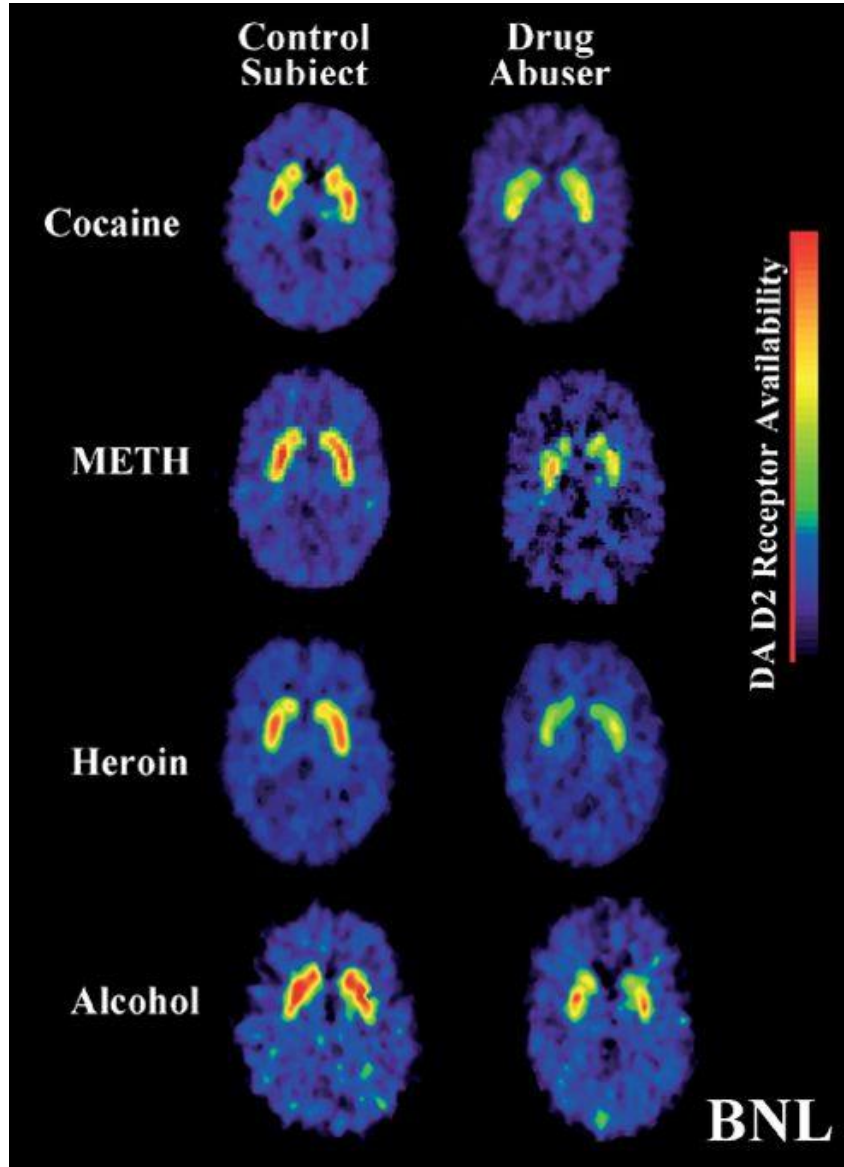 Control
Subiect
Drug
Abuser
Cocaine
METH
Heroin
Alcohol
DA D2 Receptor Availability
BNL